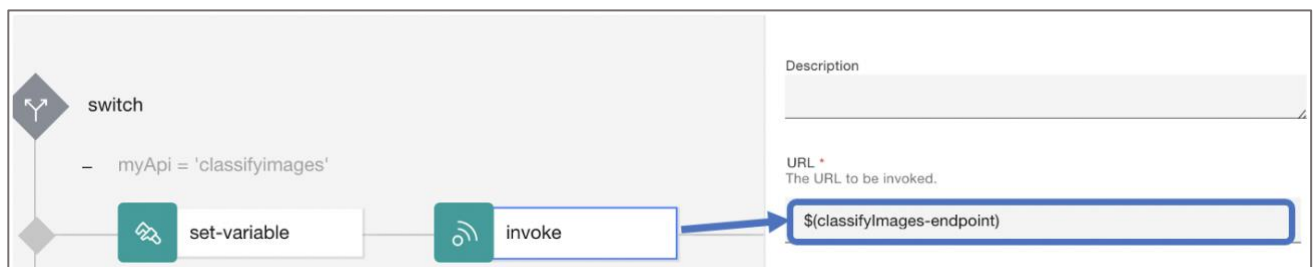 switch
– myApi = 'classifyimages'
set-variable
invoke
Description
URL *
The URL to be invoked.
$(classifyImages-endpoint)